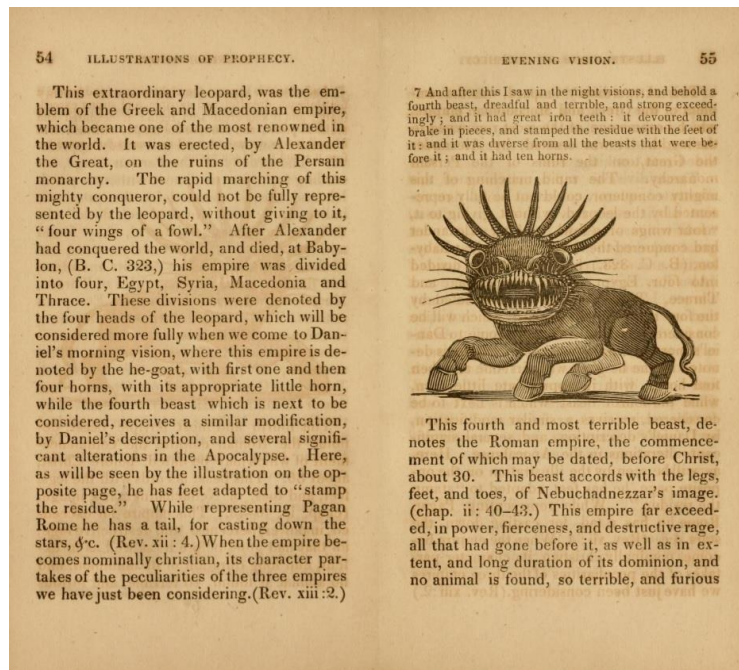 54 ILLUSTRATIONS OF PROPHECY.
This extraordinary leopard, was the em-
blem of the Greek and Macedonian empire,
which became one of the most renowned in
the world. It was erected, by Alexander
the Great, on the ruins of the Persain
monarchy. The rapid marching of this
mighty conqueror, could not be fully repre-
sented by the leopard, without giving to it,
“four wings of a fowl.” After Alexander
had conquered the world, and died, at Baby-
lon, (B. C. 323,) his empire was divided
into four, Egypt, Syria, Macedonia and
Thrace. These divisions were denoted by
the four heads of the leopard, which will be
considered more fully when we come to Dan-
iel's morning vision, where this empire is de-
noted by the he-goat, with first one and then
four horns, with its appropriate little horn,
while the fourth beast which is next to be
considered, receives a similar modification,
by Daniel's description, and several signifi-
cant alterations in the Apocalypse. Here,
as will be seen by the illustration on the op-
posite page, he has feet adapted to “stamp
the residue.” While representing Pagan
Rome he has a tail, for casting down the
stars, &c. (Rev. xii : 4.) When the empire be-
comes nominally christian, its character par-
takes of the peculiarities of the three empires
we have just been considering. (Rev. xiii :2.)
EVENING VISION. 55
7 And after this I saw in the night visions, and behold a
fourth beast, dreadful and terrible, and strong exceed-
ingly ; and it had great iron teeth : it devoured and
brake in pieces, and stamped the residue with the feet of
it : and it was diverse from all the beasts that were be-
fore it ; and it had ten horns.
This fourth and most terrible beast, de-
notes the Roman empire, the commence-
ment of which may be dated, before Christ,
about 30. This beast accords with the legs,
feet, and toes, of Nebuchadnezzar's image.
(chap. ii : 40–43.) This empire far exceed-
ed, in power, fierceness, and destructive rage,
all that had gone before it, as well as in ex-
tent, and long duration of its dominion, and
no animal is found, so terrible, and furious